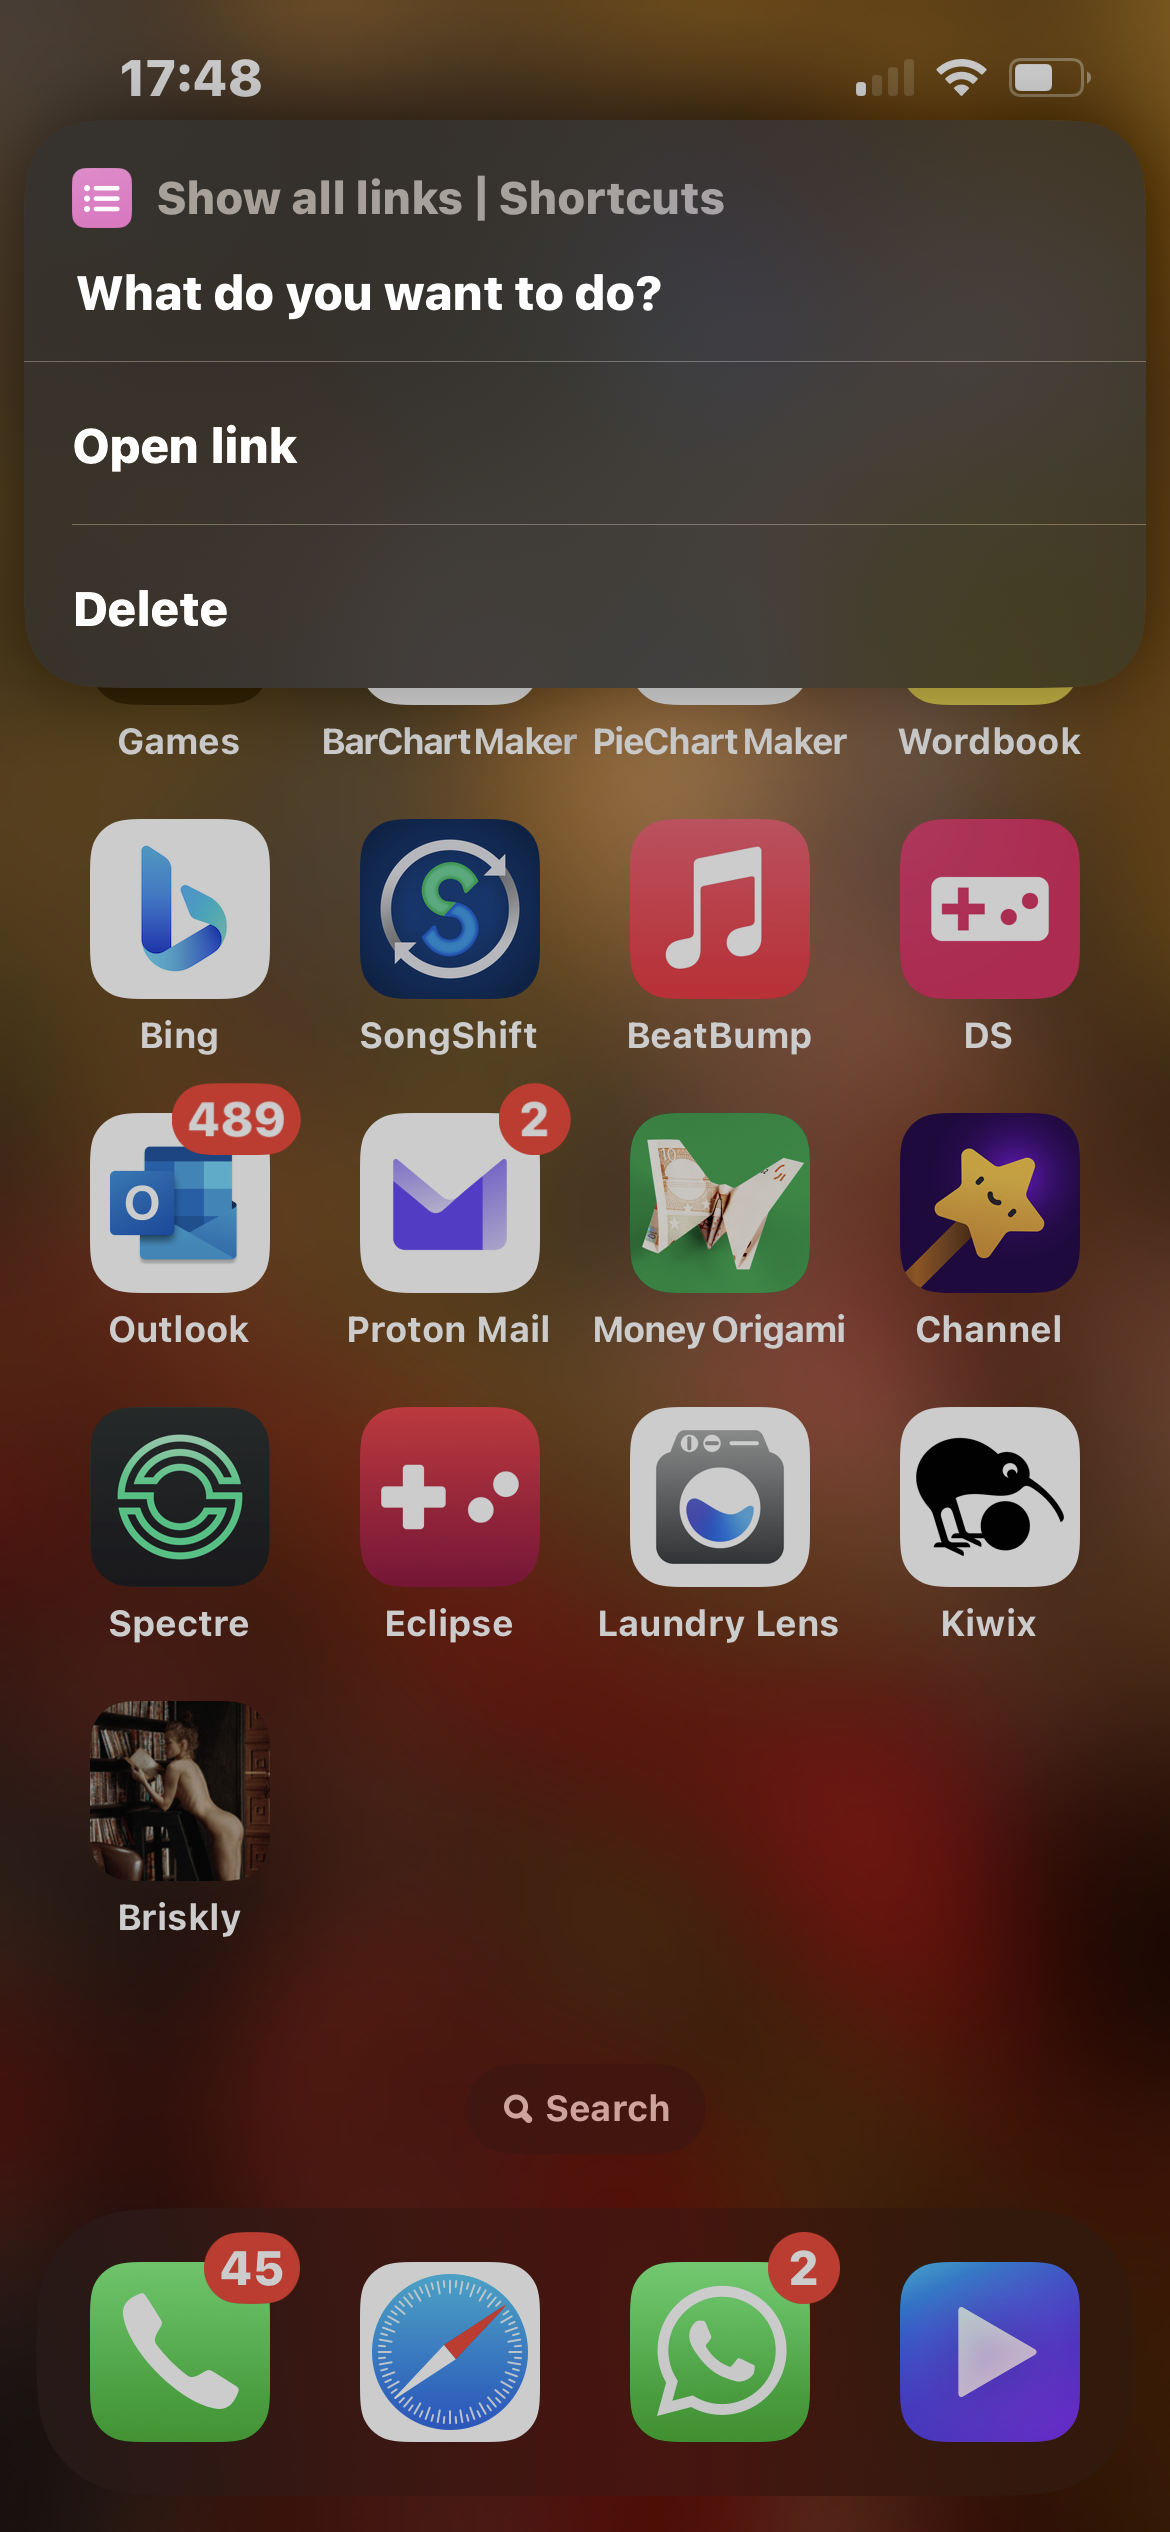 17:48
Show all links | Shortcuts
What do you want to do?
Open link
Delete
Games BarChart Maker PieChart Maker Wordbook
Bing SongShift BeatBump DS
489 2
Outlook Proton Mail Money Origami Channel
Spectre Eclipse Laundry Lens Kiwix
Briskly
Search
45 2